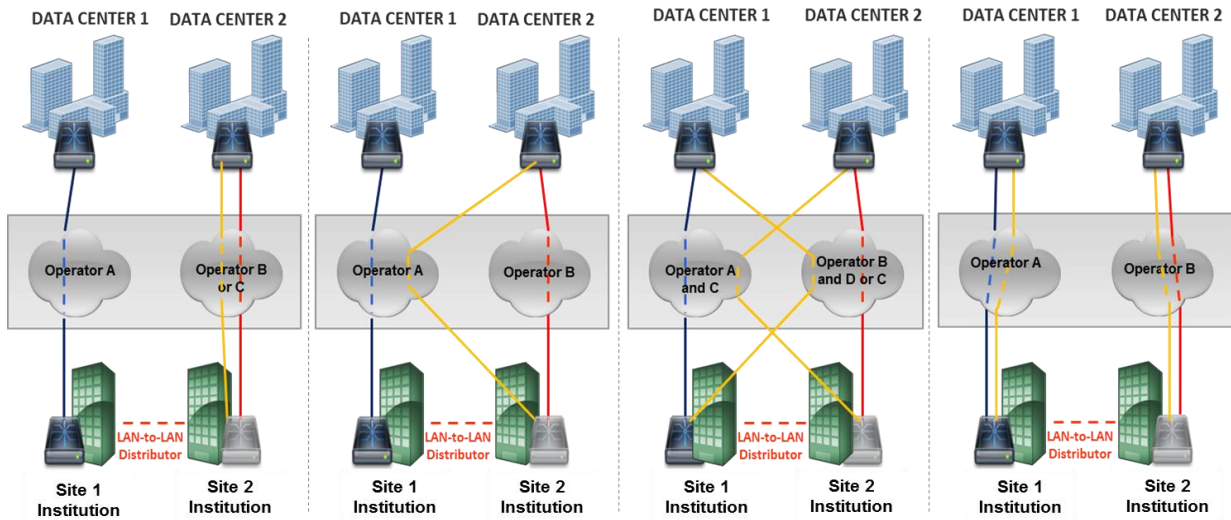 DATA CENTER 1
DATA CENTER 2
Operator A
Operator B
or C
LAN-to-LAN
Distributor
Site 1
Institution
Site 2
Institution
DATA CENTER 1
DATA CENTER 2
Operator A
Operator B
LAN-to-LAN
Distributor
Site 1
Institution
Site 2
Institution
DATA CENTER 1
DATA CENTER 2
Operator A
and C
Operator B
and D or C
LAN-to-LAN
Distributor
Site 1
Institution
Site 2
Institution
DATA CENTER 1
DATA CENTER 2
Operator A
Operator B
LAN-to-LAN
Distributor
Site 1
Institution
Site 2
Institution